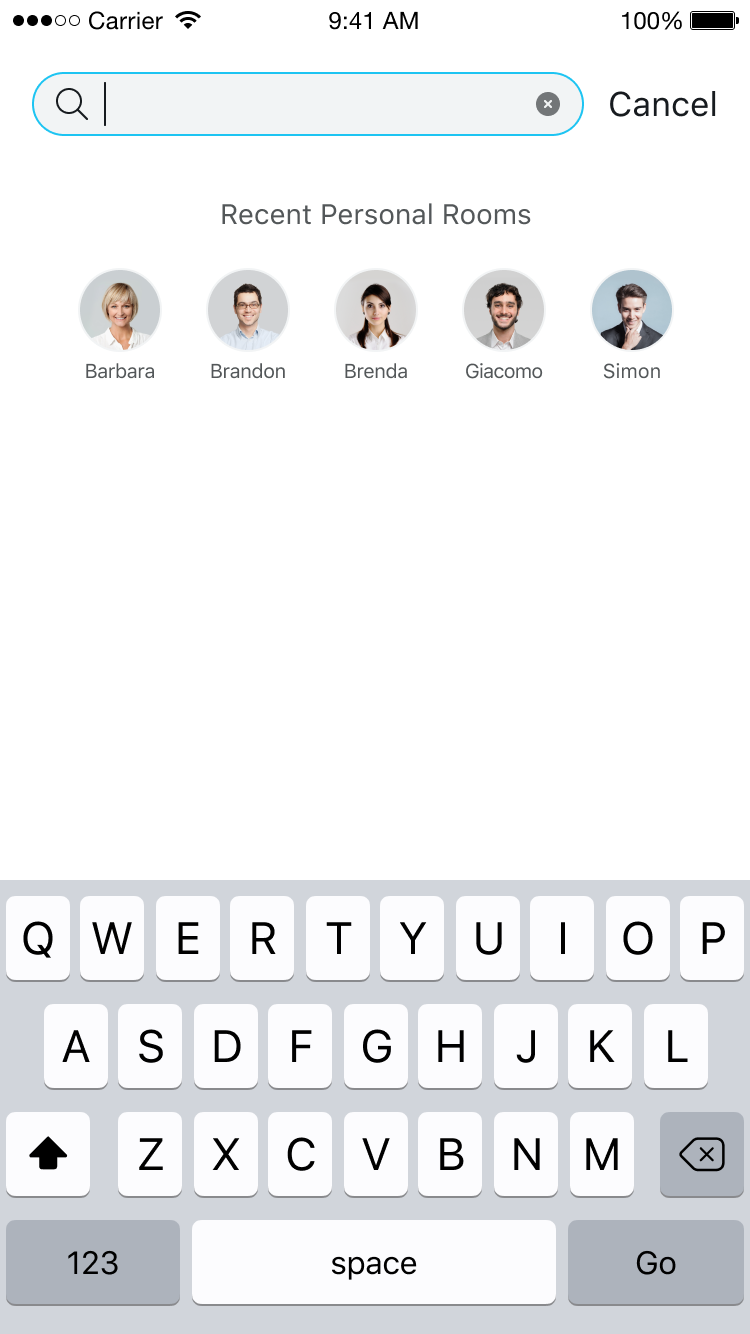 Carrier 9:41 AM 100%
Cancel
Recent Personal Rooms
Barbara Brandon Brenda Giacomo Simon
Q W E R T Y U I O P
A S D F G H J K L
Z X C V B N M
123 space Go